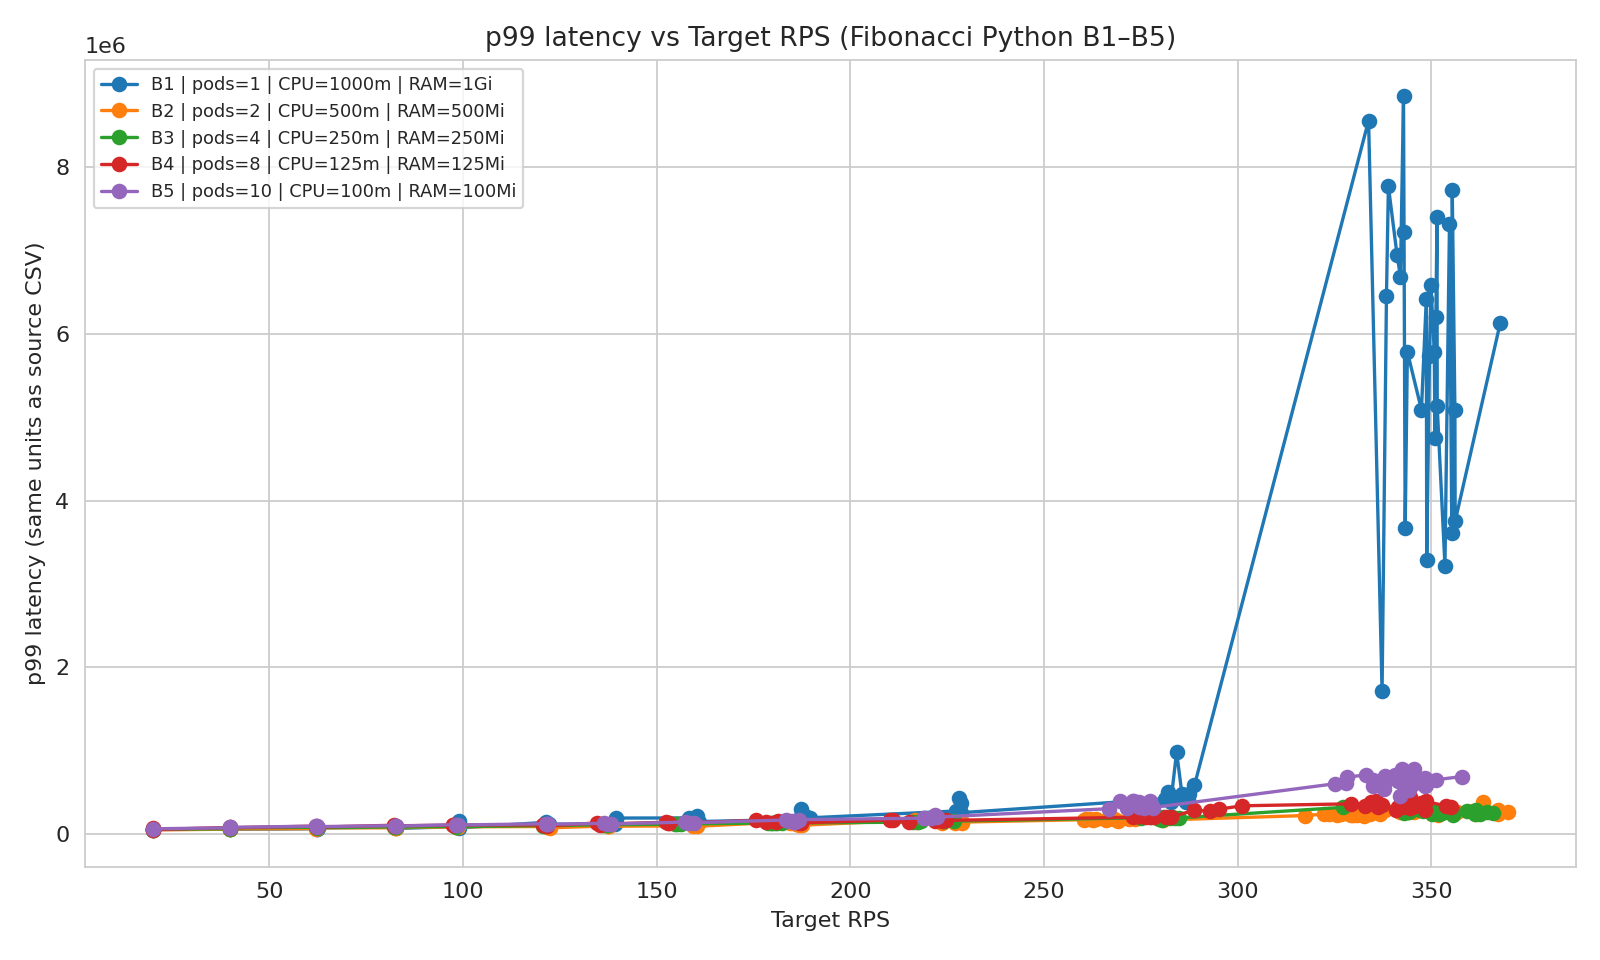 p99 latency vs Target RPS (Fibonacci Python B1–B5)
1e6
B1 | pods=1 | CPU=1000m | RAM=1Gi
B2 | pods=2 | CPU=500m | RAM=500Mi
B3 | pods=4 | CPU=250m | RAM=250Mi
B4 | pods=8 | CPU=125m | RAM=125Mi
B5 | pods=10 | CPU=100m | RAM=100Mi
p99 latency (same units as source CSV)
8
6
4
2
0
50 100 150 200 250 300 350
Target RPS